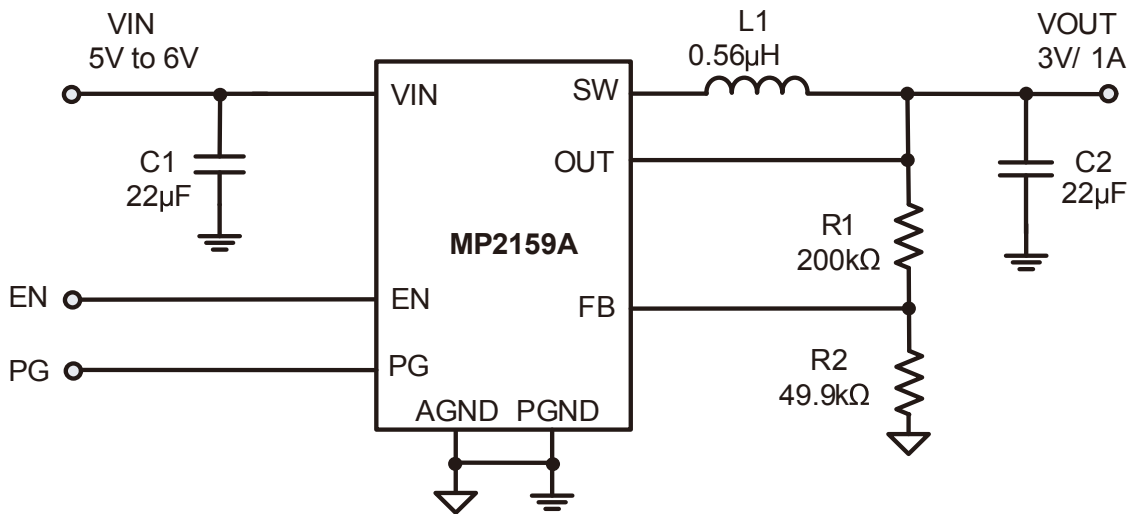 VIN
5V to 6V
L1
0.56µH
VOUT
3V/ 1A
VIN
SW
C1
22µF
OUT
C2
22µF
MP2159A
R1
200kΩ
EN
EN
FB
PG
PG
R2
49.9kΩ
AGND
PGND